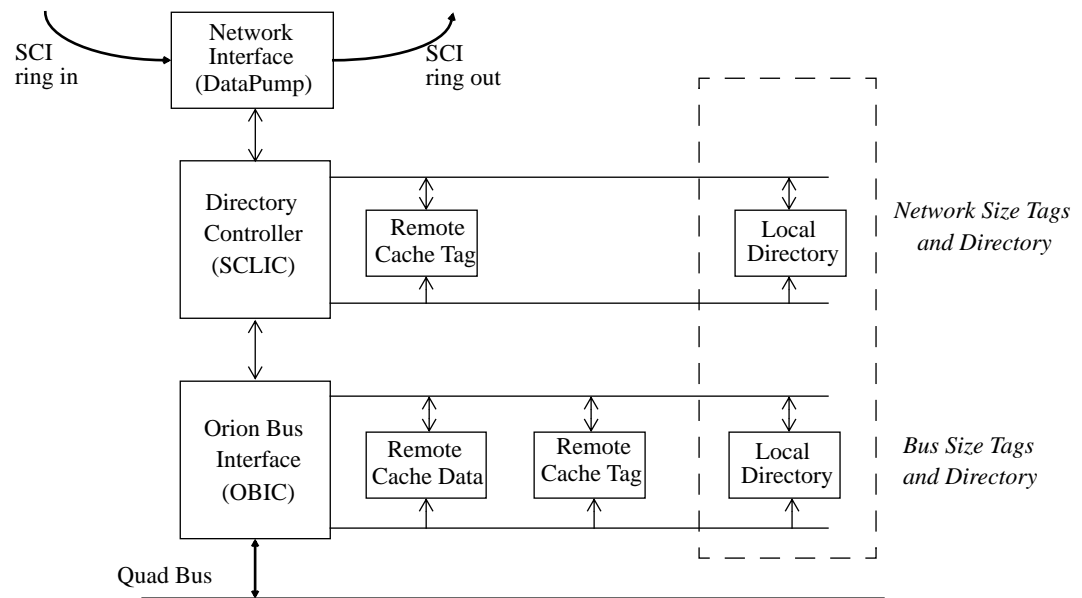 SCI
ring in
Network
Interface
(DataPump)
SCI
ring out
Directory
Controller
(SCLIC)
Remote
Cache Tag
Local
Directory
Network Size Tags
and Directory
Orion Bus
Interface
(OBIC)
Remote
Cache Data
Remote
Cache Tag
Local
Directory
Bus Size Tags
and Directory
Quad Bus